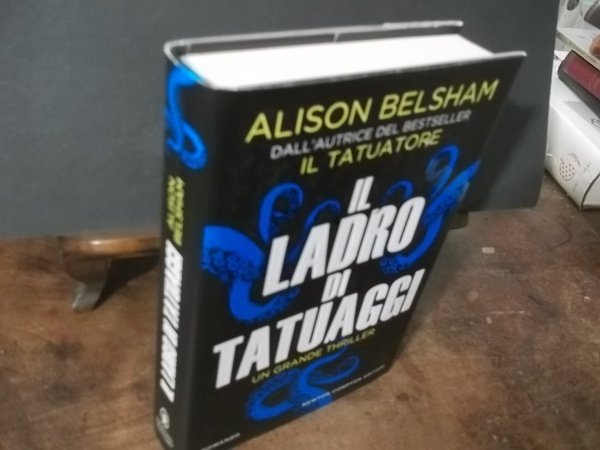 ALISON BELSHAM
DALL'AUTRICE DEL BESTSELLER
IL TATUATORE
IL
LADRO
DI
TATUAGGI
UN GRANDE THRILLER
NEWTON COMPTON EDITORI
ROMANZO
ALISON
BELSHAM
IL LADRO DI TATUAGGI